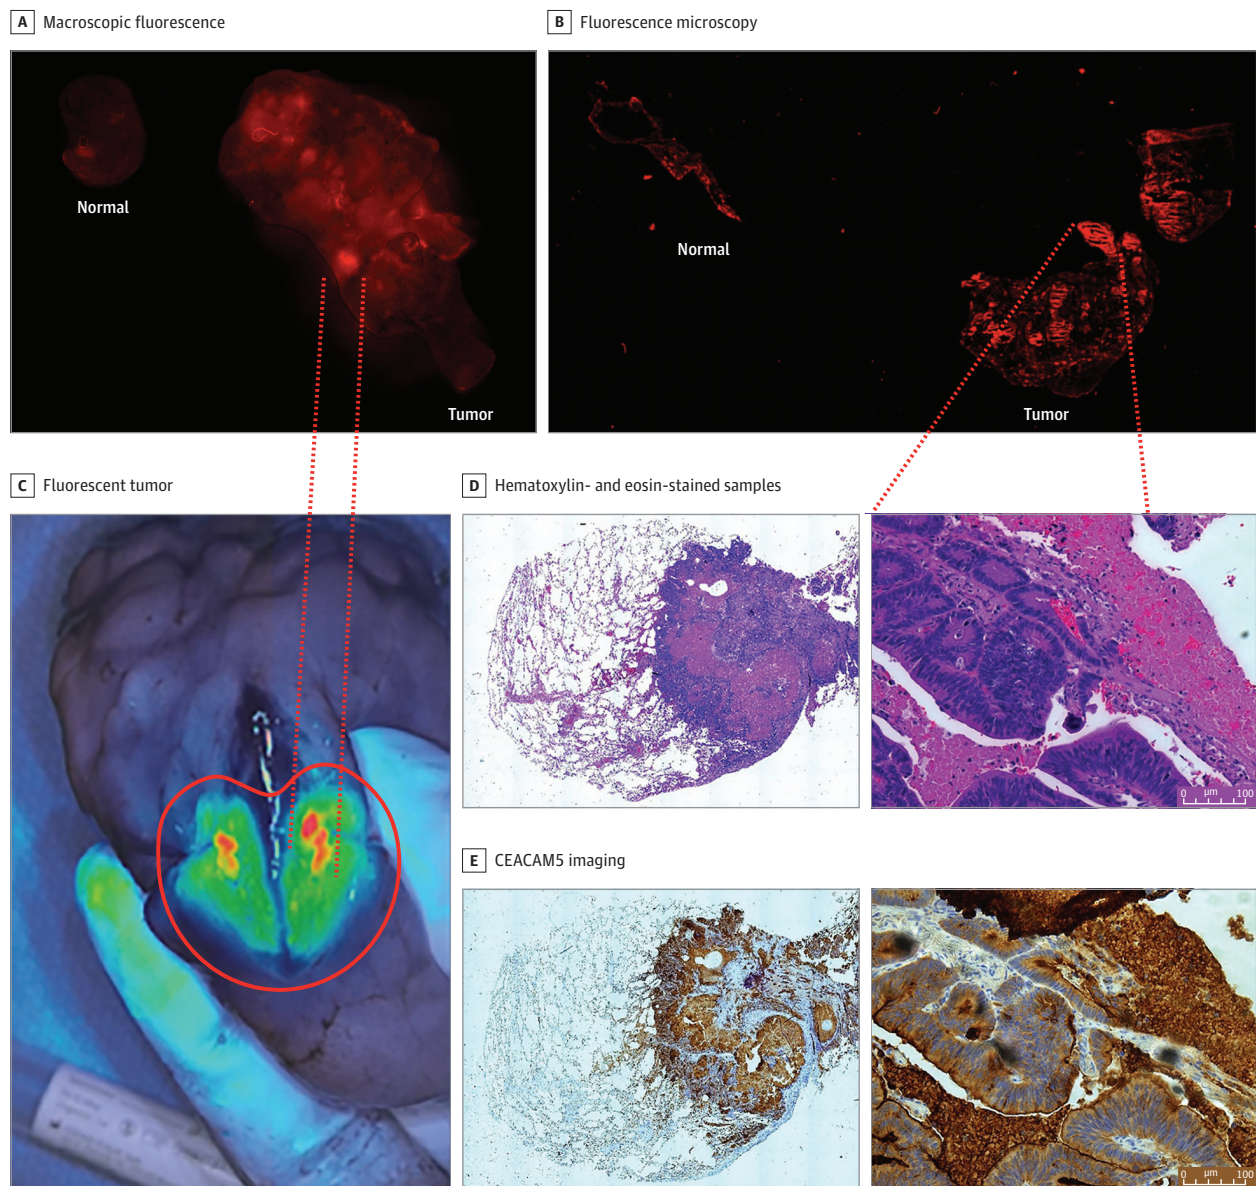 A Macroscopic fluorescence
B Fluorescence microscopy
Normal
Tumor
Normal
Tumor
C Fluorescent tumor
D Hematoxylin- and eosin-stained samples
0 µm 100
E CEACAM5 imaging
0 µm 100